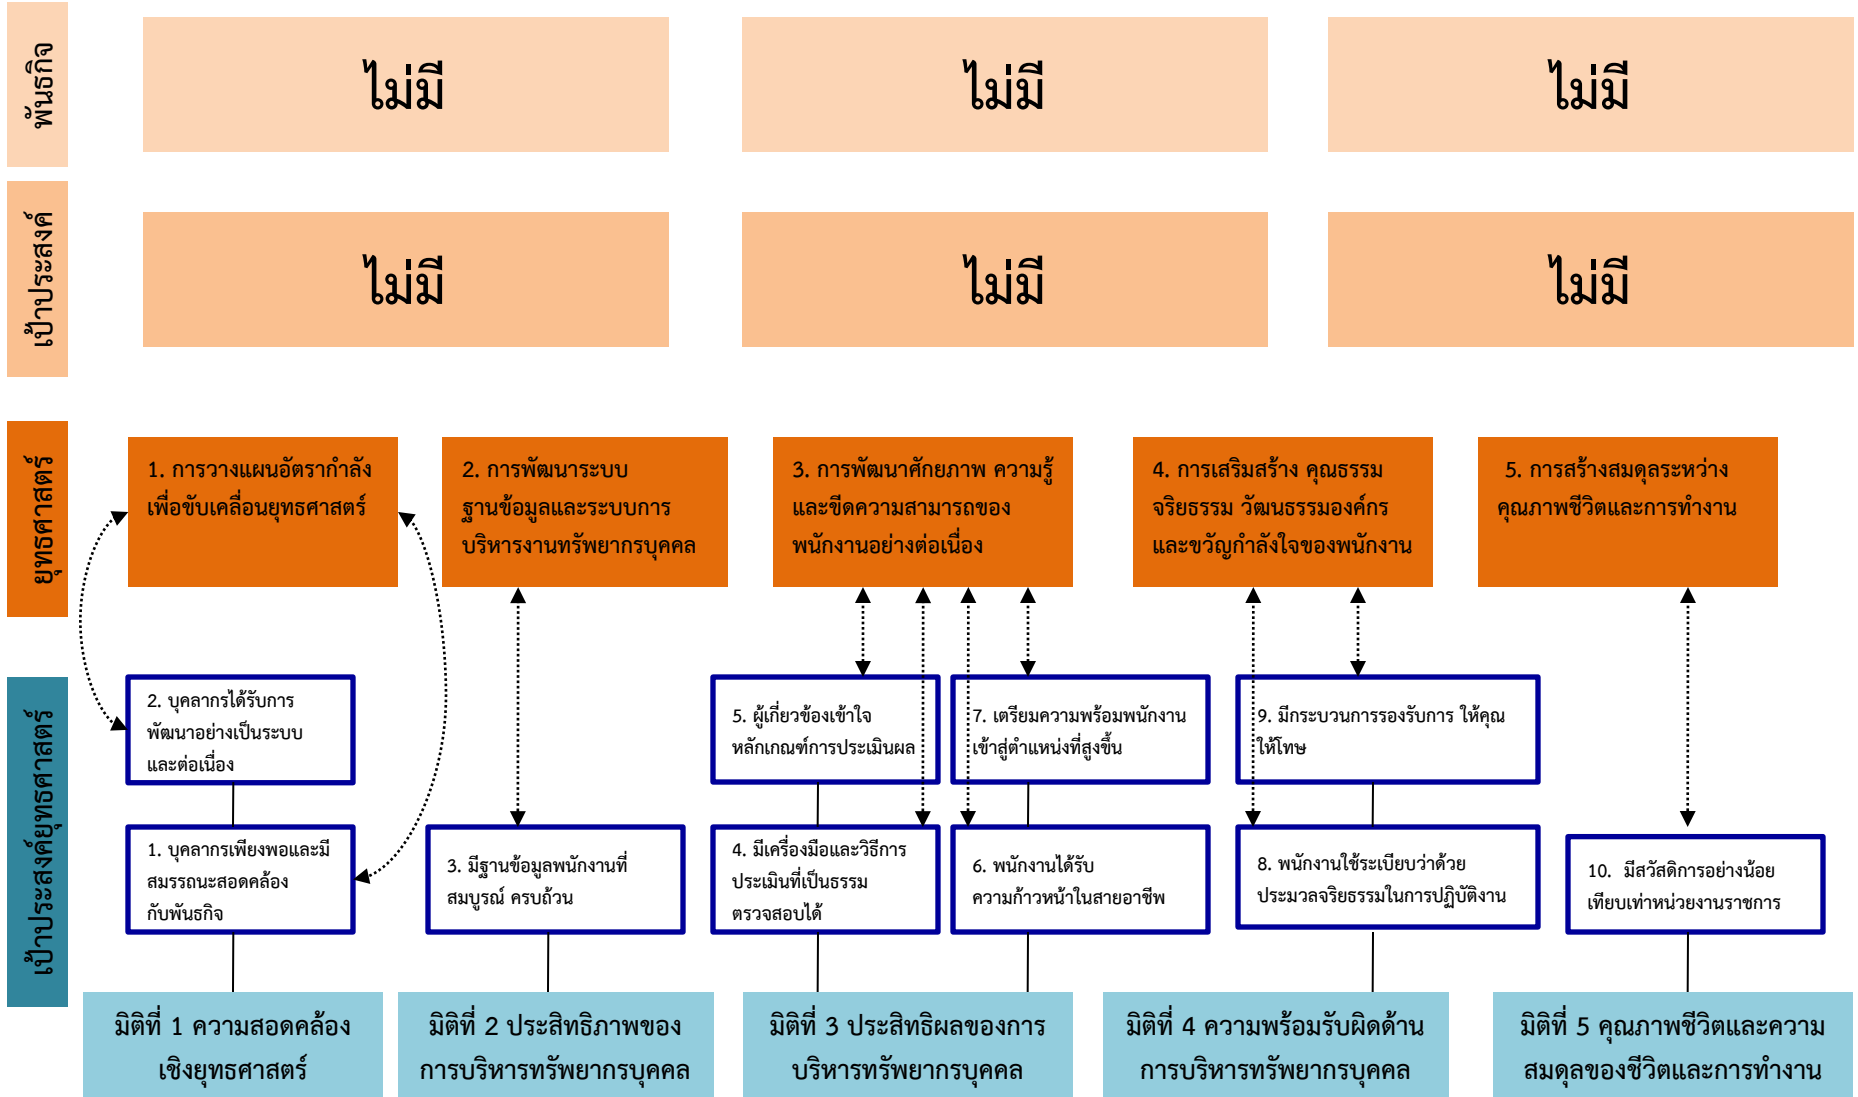 พันธกิจ
ไม่มี
ไม่มี
ไม่มี
เป้าประสงค์
ไม่มี
ไม่มี
ไม่มี
ยุทธศาสตร์
1. การวางแผนอัตรากำลัง
เพื่อขับเคลื่อนยุทธศาสตร์
2. การพัฒนาระบบ
ฐานข้อมูลและระบบการ
บริหารงานทรัพยากรบุคคล
3. การพัฒนาศักยภาพ ความรู้
และขีดความสามารถของ
พนักงานอย่างต่อเนื่อง
4. การเสริมสร้าง คุณธรรม
จริยธรรม วัฒนธรรมองค์กร
และขวัญกำลังใจของพนักงาน
5. การสร้างสมดุลระหว่าง
คุณภาพชีวิตและการทำงาน
เป้าประสงค์ยุทธศาสตร์
2. บุคลากรได้รับการ
พัฒนาอย่างเป็นระบบ
และต่อเนื่อง
5. ผู้เกี่ยวข้องเข้าใจ
หลักเกณฑ์การประเมินผล
7. เตรียมความพร้อมพนักงาน
เข้าสู่ตำแหน่งที่สูงขึ้น
9. มีกระบวนการรองรับการ ให้คุณ
ให้โทษ
1. บุคลากรเพียงพอและมี
สมรรถนะสอดคล้อง
กับพันธกิจ
3. มีฐานข้อมูลพนักงานที่
สมบูรณ์ ครบถ้วน
4. มีเครื่องมือและวิธีการ
ประเมินที่เป็นธรรม
ตรวจสอบได้
6. พนักงานได้รับ
ความก้าวหน้าในสายอาชีพ
8. พนักงานใช้ระเบียบว่าด้วย
ประมวลจริยธรรมในการปฏิบัติงาน
10. มีสวัสดิการอย่างน้อย
เทียบเท่าหน่วยงานราชการ
มิติที่ 1 ความสอดคล้อง
เชิงยุทธศาสตร์
มิติที่ 2 ประสิทธิภาพของ
การบริหารทรัพยากรบุคคล
มิติที่ 3 ประสิทธิผลของการ
บริหารทรัพยากรบุคคล
มิติที่ 4 ความพร้อมรับผิดด้าน
การบริหารทรัพยากรบุคคล
มิติที่ 5 คุณภาพชีวิตและความ
สมดุลของชีวิตและการทำงาน